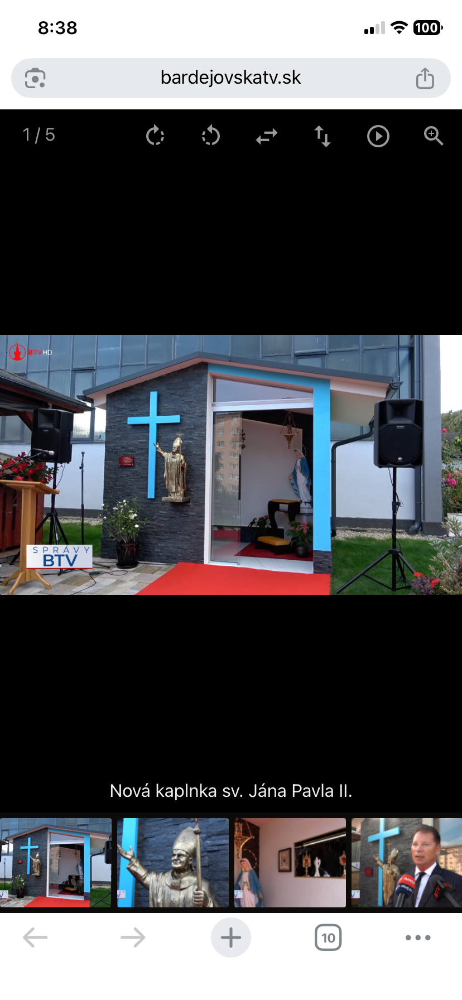 8:38
100
bardejovskatv.sk
1 / 5
BTV HD
SPRÁVY
BTV
Nová kaplnka sv. Jána Pavla II.
10